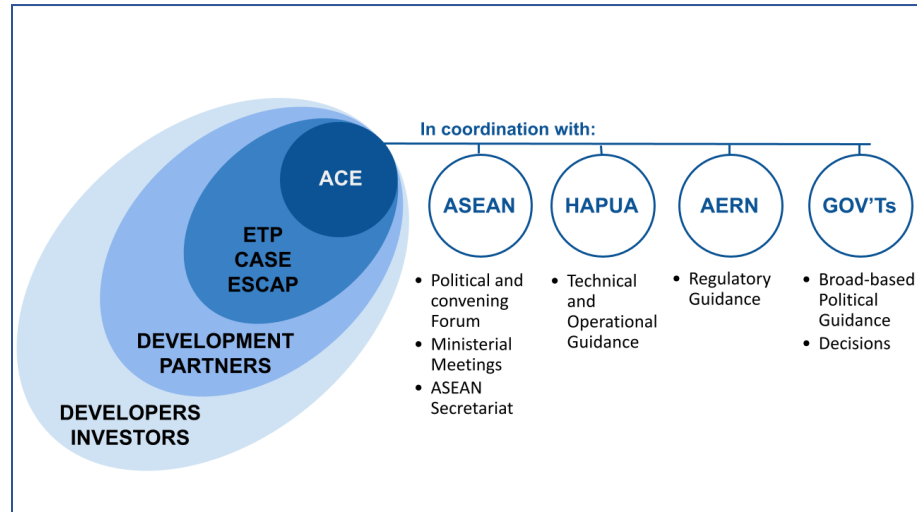 ACE
ETP
CASE
ESCAP
DEVELOPMENT
PARTNERS
DEVELOPERS
INVESTORS
In coordination with:
ASEAN
• Political and
convening
Forum
• Ministerial
Meetings
• ASEAN
Secretariat
HAPUA
• Technical
and
Operational
Guidance
AERN
• Regulatory
Guidance
GOV'Ts
• Broad-based
Political
Guidance
• Decisions